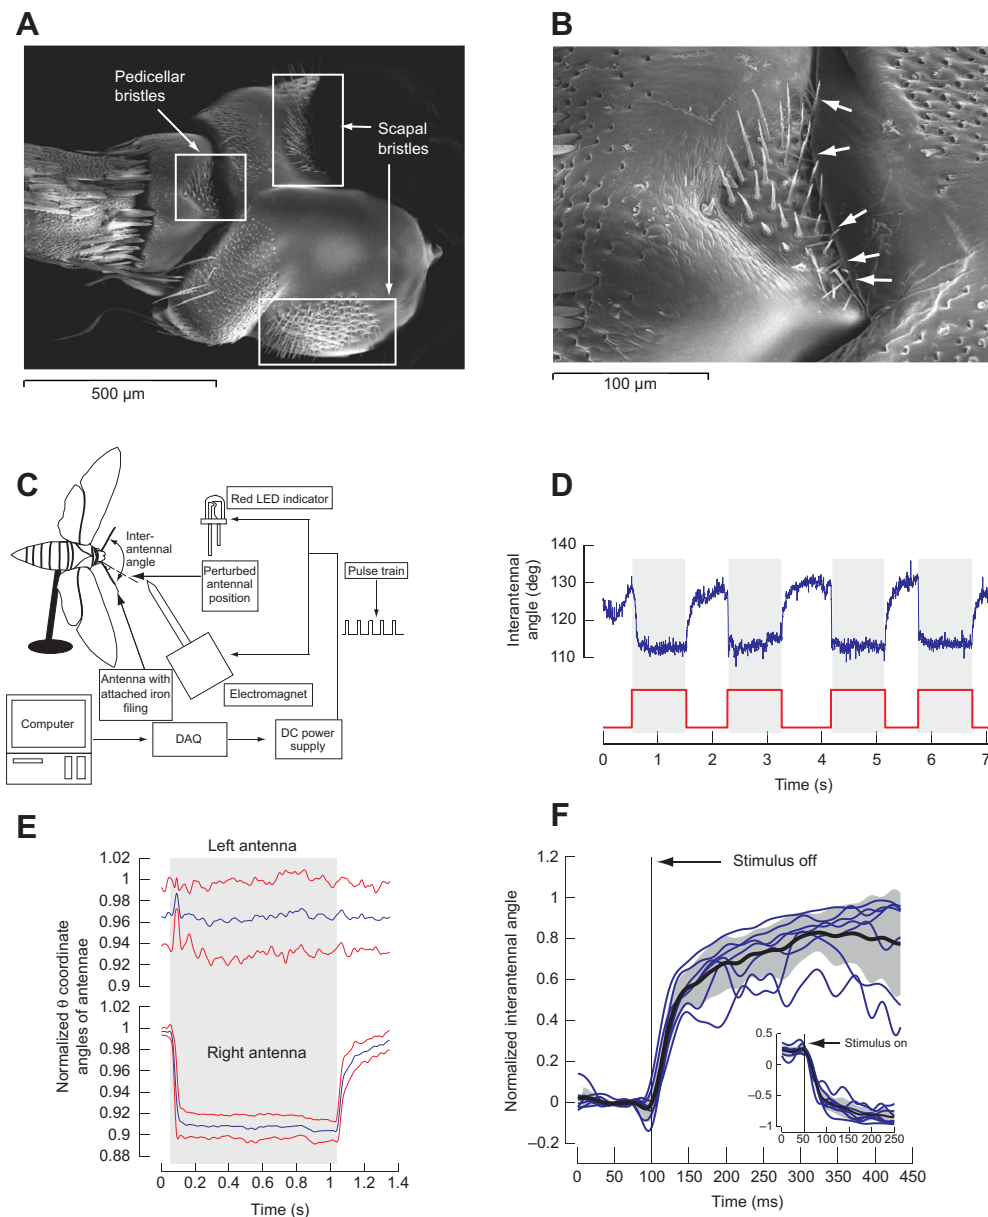 A
Pedicellar
bristles
Scapal
bristles
500 µm
B
100 µm
C
Inter-
antennal
angle
Red LED indicator
Perturbed
antennal
position
Pulse train
Antenna with
attached iron
filing
Electromagnet
Computer
DAQ
DC power
supply
D
Interantennal
angle (deg)
140
130
120
110
0 1 2 3 4 5 6 7
Time (s)
E
Left antenna
Normalized θ coordinate
angles of antennae
1.02
1
0.98
0.96
0.94
0.92
0.9
1.02
1
0.98
0.96
0.94
0.92
0.9
0.88
Right antenna
0 0.2 0.6 0.4 0.8 1 1.2 1.4
Time (s)
F
Stimulus off
Normalized interantennal angle
1.2
1.0
0.8
0.6
0.4
0.2
0
–0.2
0 50 100 150 200 250 300 350 400 450
Time (ms)
Stimulus on
0.5
0
–0.5
–1
0 50 100 150 200 250